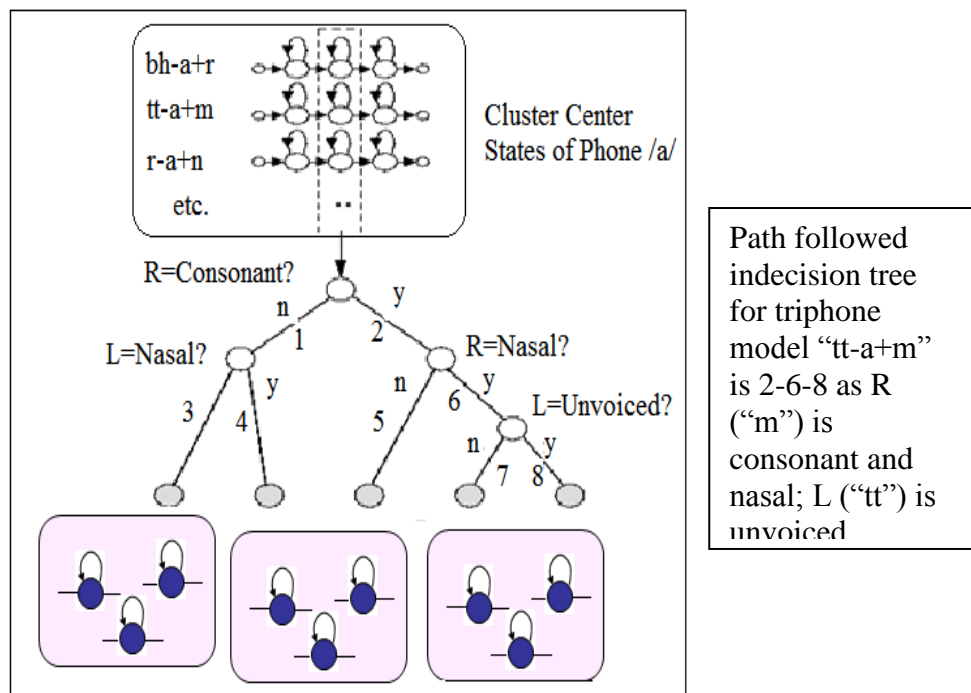 bh-a+r
tt-a+m
r-a+n
etc.
..
Cluster Center
States of Phone /a/
R=Consonant?
n
y
1
2
L=Nasal?
R=Nasal?
y
n
y
3
4
5
6
L=Unvoiced?
n
y
7
8
Path followed
indecision tree
for triphone
model “tt-a+m”
is 2-6-8 as R
(“m”) is
consonant and
nasal; L (“tt”) is
unvoiced